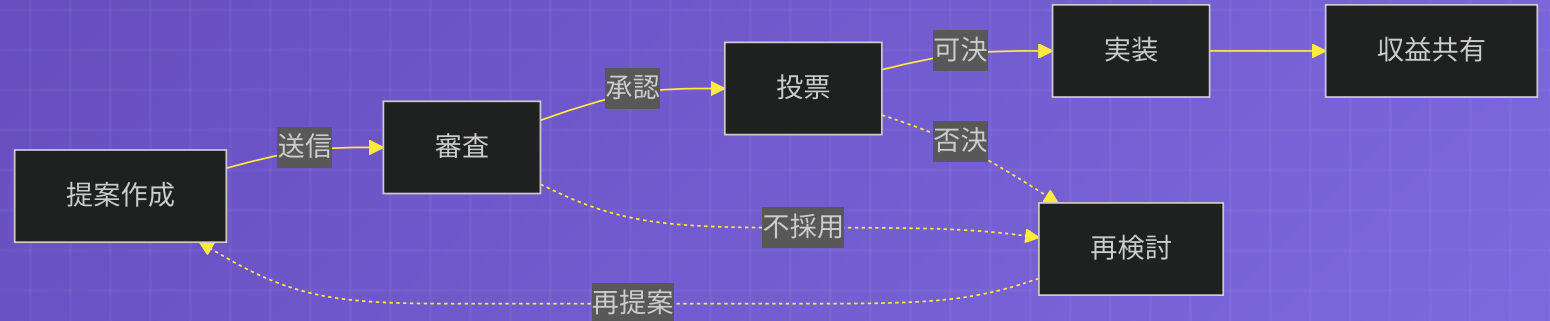 提案作成
送信
審査
承認
投票
可決
実装
収益共有
否決
不採用
再検討
再提案